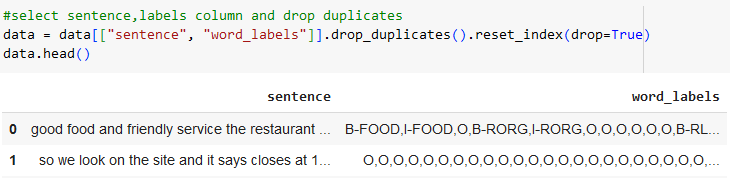 #select sentence,labels column and drop duplicates
data = data[["sentence", "word_labels"]].drop_duplicates().reset_index(drop=True)
data.head()
sentence word_labels
0 good food and friendly service the restaurant ... B-FOOD,I-FOOD,O,B-RORG,I-RORG,O,O,O,O,O,O,B-RL...
1 so we look on the site and it says closes at 1... O,O,O,O,O,O,O,O,O,O,O,O,O,O,O,O,O,O,O,O,O,O,O,...